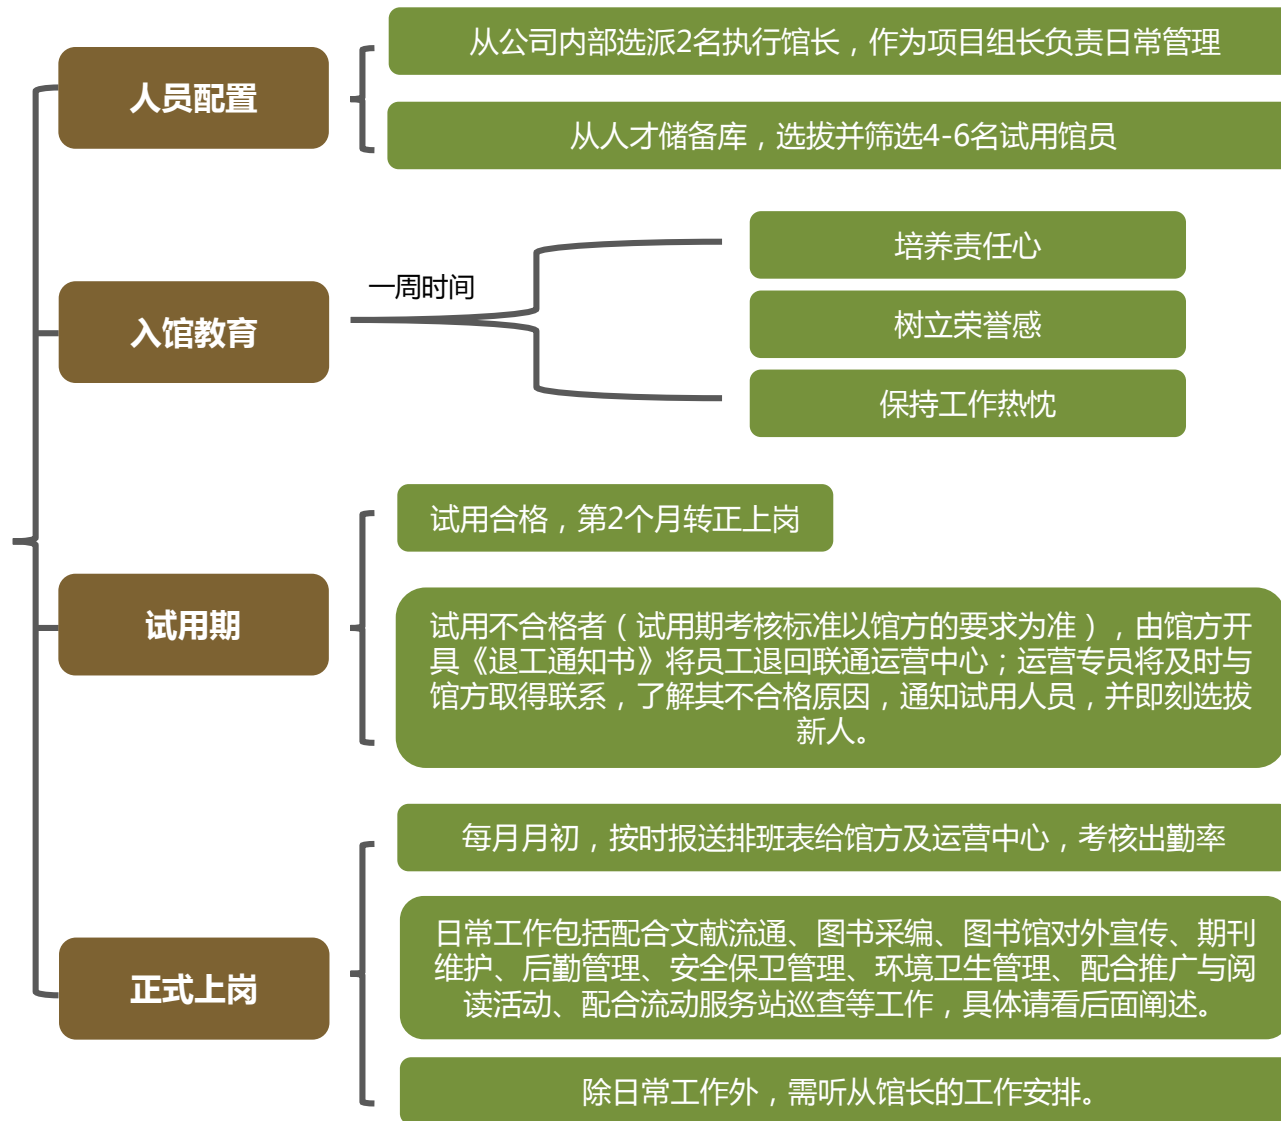 人员配置
从公司内部选派2名执行馆长，作为项目组长负责日常管理
从人才储备库，选拔并筛选4-6名试用馆员
入馆教育
一周时间
培养责任心
树立荣誉感
保持工作热忱
试用期
试用合格，第2个月转正上岗
试用不合格者（试用期考核标准以馆方的要求为准），由馆方开
具《退工通知书》将员工退回联通运营中心；运营专员将及时与
馆方取得联系，了解其不合格原因，通知试用人员，并即刻选拔
新人。
正式上岗
每月月初，按时报送排班表给馆方及运营中心，考核出勤率
日常工作包括配合文献流通、图书采编、图书馆对外宣传、期刊
维护、后勤管理、安全保卫管理、环境卫生管理、配合推广与阅
读活动、配合流动服务站巡查等工作，具体请看后面阐述。
除日常工作外，需听从馆长的工作安排。